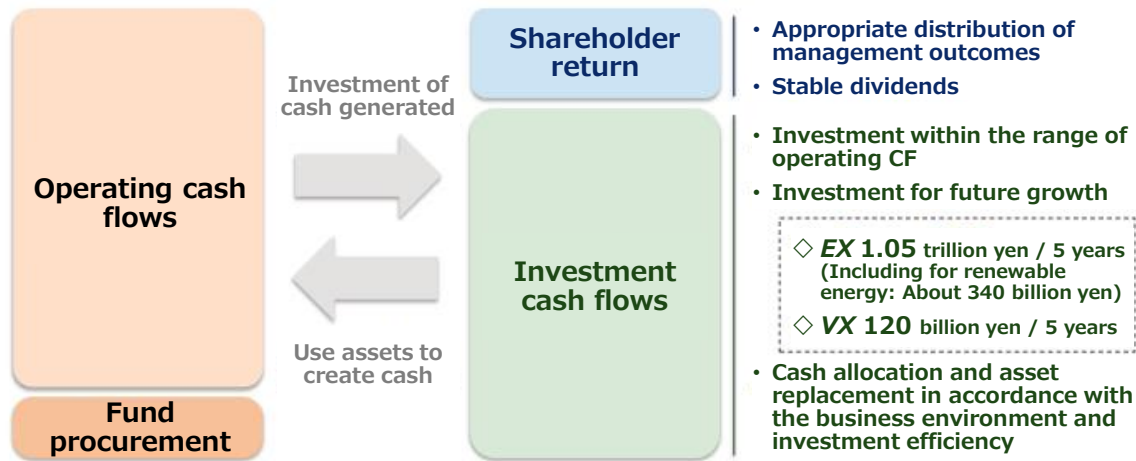 Operating cash
flows
Fund
procurement
Investment of
cash generated
Use assets to
create cash
Shareholder
return
Investment
cash flows
• Appropriate distribution of
management outcomes
• Stable dividends
• Investment within the range of
operating CF
• Investment for future growth
◇ EX 1.05 trillion yen / 5 years
(Including for renewable
energy: About 340 billion yen)
◇ VX 120 billion yen / 5 years
• Cash allocation and asset
replacement in accordance with
the business environment and
investment efficiency